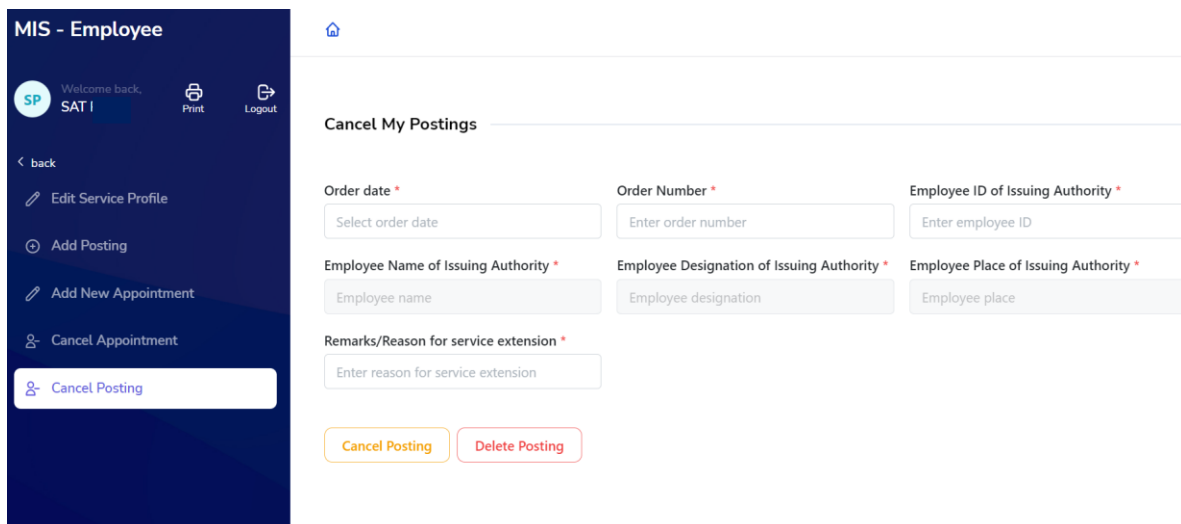 MIS - Employee
SP
Welcome back,
SAT
Print
Logout
back
Edit Service Profile
Add Posting
Add New Appointment
Cancel Appointment
Cancel Posting
Cancel My Postings
Order date *
Order Number *
Employee ID of Issuing Authority *
Select order date
Enter order number
Enter employee ID
Employee Name of Issuing Authority *
Employee Designation of Issuing Authority *
Employee Place of Issuing Authority *
Employee name
Employee designation
Employee place
Remarks/Reason for service extension *
Enter reason for service extension
Cancel Posting
Delete Posting